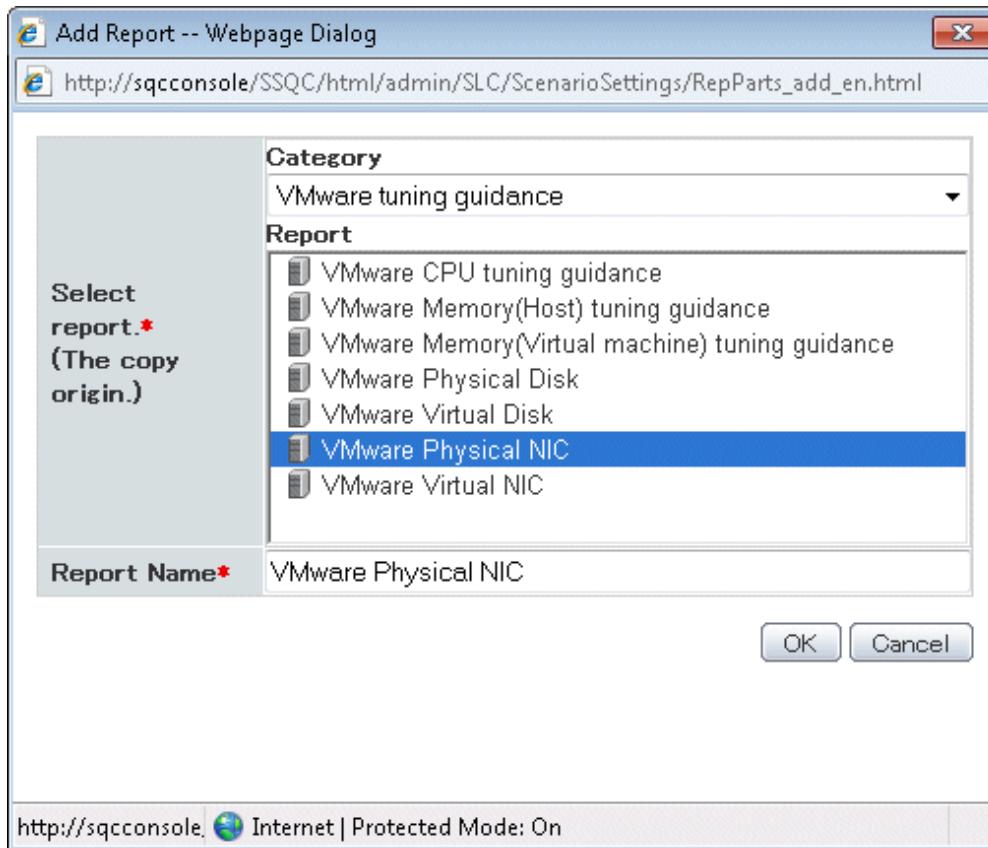 Add Report -- Webpage Dialog
http://sqcconsole/SSQC/html/admin/SLC/ScenarioSettings/RepParts_add_en.html
Category
VMware tuning guidance
Report
Select
report.*
(The copy
origin.)
VMware CPU tuning guidance
VMware Memory(Host) tuning guidance
VMware Memory(Virtual machine) tuning guidance
VMware Physical Disk
VMware Virtual Disk
VMware Physical NIC
VMware Virtual NIC
Report Name* VMware Physical NIC
OK Cancel
http://sqcconsole, Internet | Protected Mode: On